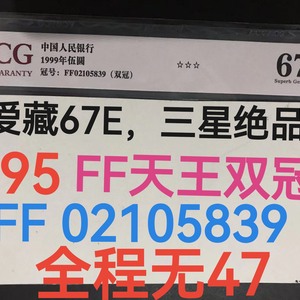 CG
中国人民银行
67
1999年伍圆
☆☆☆
ARANTY
冠号：FF02105839（双冠）
爱藏67E，三星绝品
95 FF天王双冠
FF 02105839
全程无47